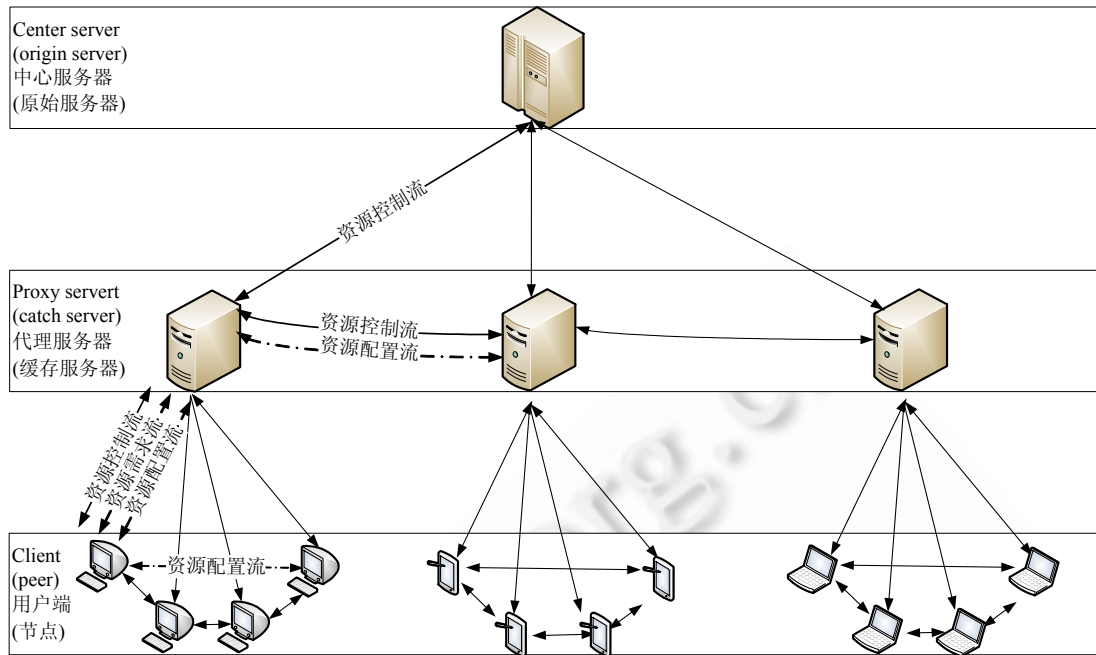 Center server
(origin server)
中心服务器
(原始服务器)
资源控制流
Proxy servert
(catch server)
代理服务器
(缓存服务器)
资源控制流
资源配置流
资源控制流
资源需求流
资源配置流
Client
(peer)
用户端
(节点)
资源配置流